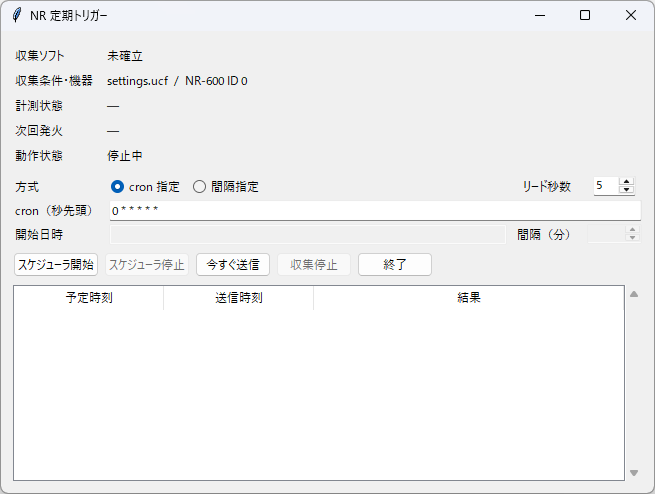 NR 定期トリガー
収集ソフト 未確立
収集条件・機器 settings.ucf / NR-600 ID 0
計測状態 —
次回発火 —
動作状態 停止中
方式 cron 指定 間隔指定 リード秒数 5
cron（秒先頭） 0 * * * * *
開始日時 間隔（分）
スケジューラ開始 スケジューラ停止 今すぐ送信 収集停止 終了
予定時刻 送信時刻 結果